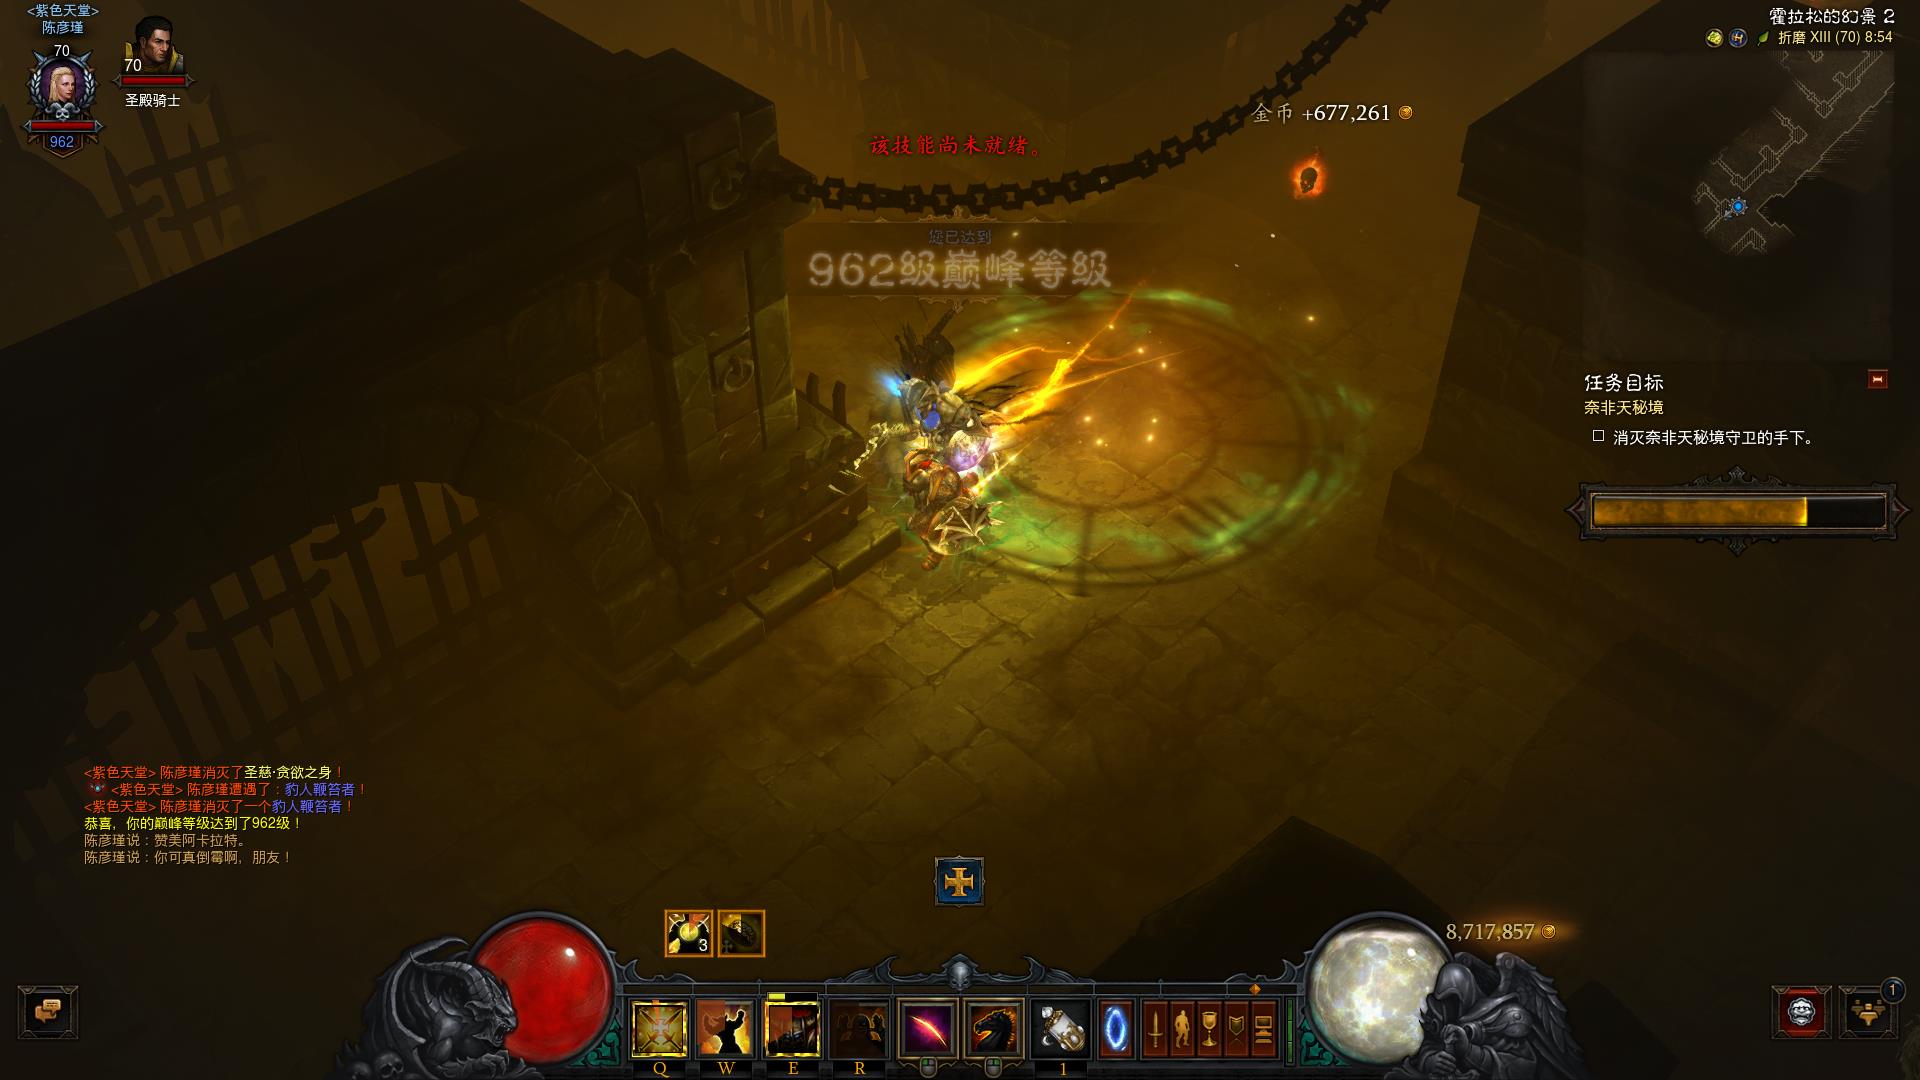 <紫色天堂>
陈彦瑾
70
962
70
圣殿骑士
霍拉松的幻景 2
折磨 XIII (70) 8:54
金币 +677,261
该技能尚未就绪。
您已达到
962级巅峰等级
任务目标
奈非天秘境
消灭奈非天秘境守卫的手下。
<紫色天堂> 陈彦瑾消灭了圣慈·贪欲之身！
<紫色天堂> 陈彦瑾遭遇了：豹人鞭笞者！
<紫色天堂> 陈彦瑾消灭了一个豹人鞭笞者！
恭喜，你的巅峰等级达到了962级！
陈彦瑾说：赞美阿卡拉特。
陈彦瑾说：你可真倒霉啊，朋友！
3
8,717,857
1
Q W E R 1